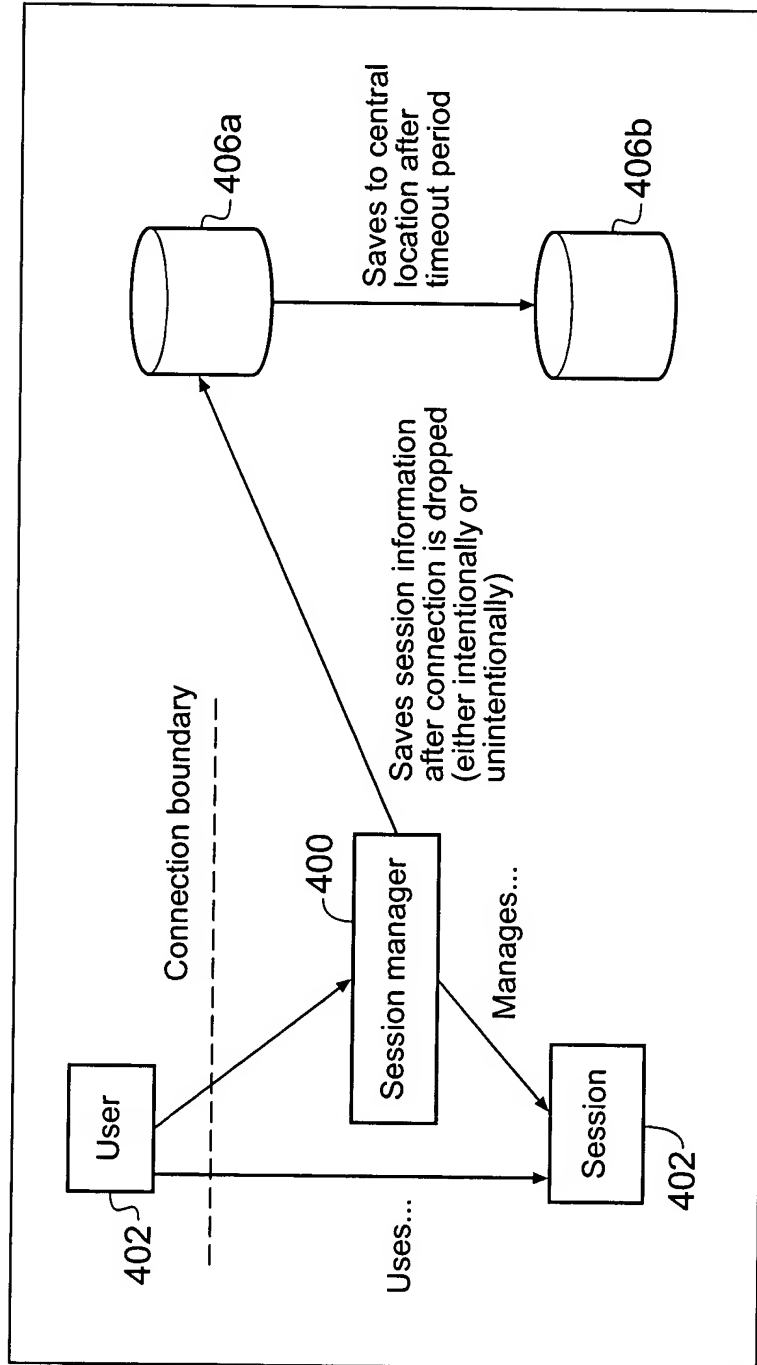 User
402
Connection boundary
Uses...
400
Session manager
Manages...
Session
402
Saves session information
after connection is dropped
(either intentionally or
unintentionally)
406a
Saves to central
location after
timeout period
406b